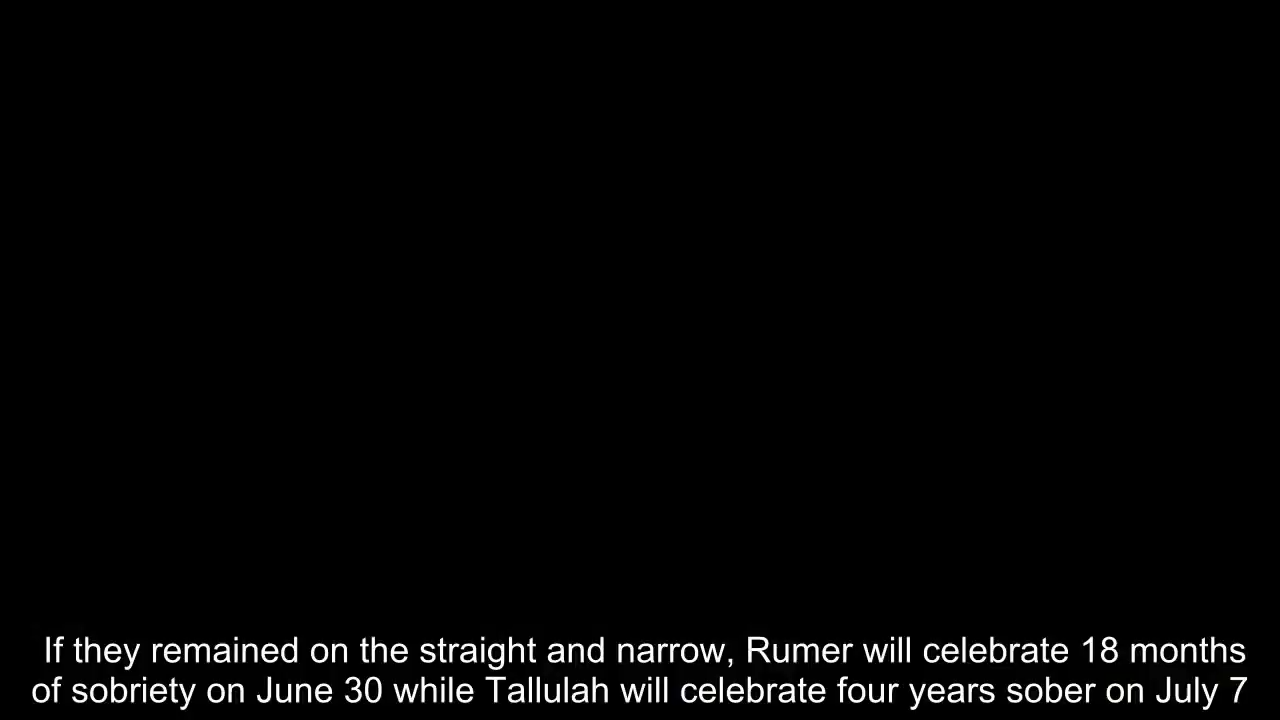 If they remained on the straight and narrow, Rumer will celebrate 18 months
of sobriety on June 30 while Tallulah will celebrate four years sober on July 7